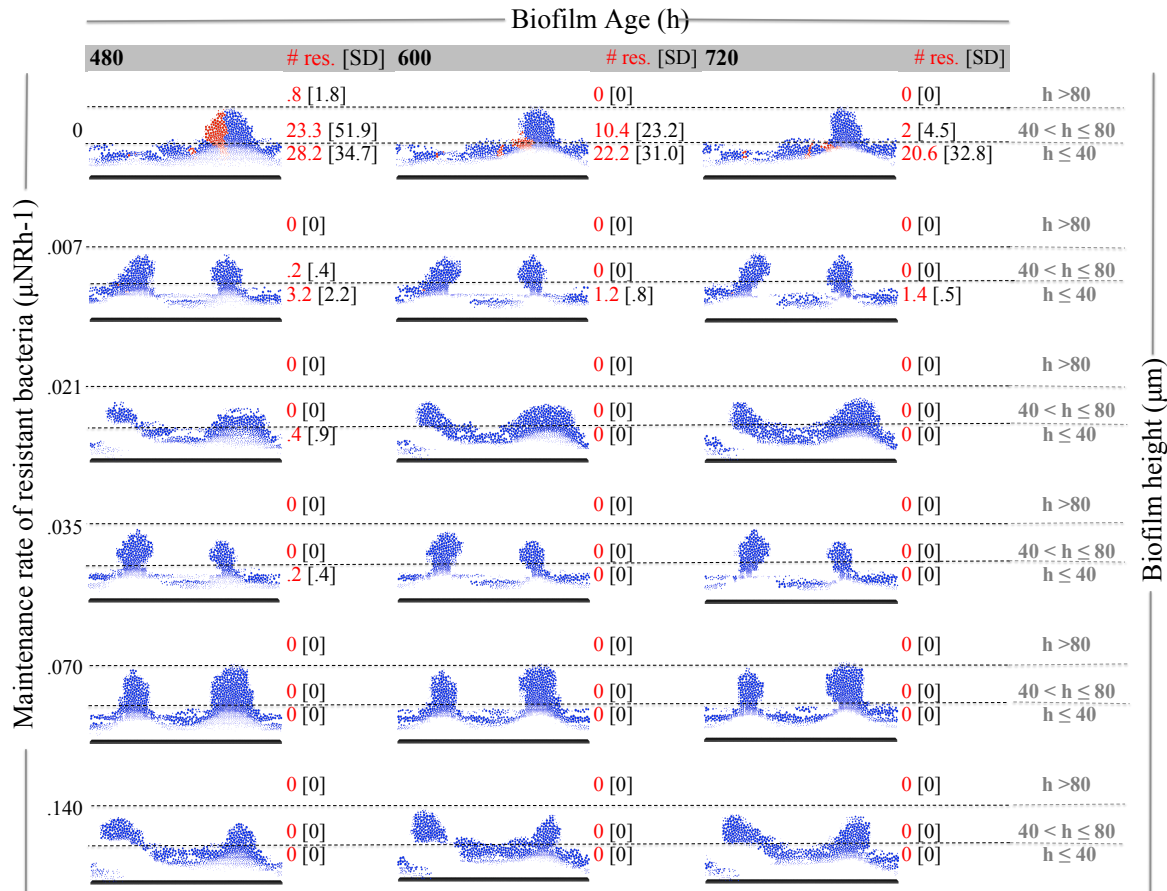 Biofilm Age (h)
480 # res. [SD] 600 # res. [SD] 720 # res. [SD]
Maintenance rate of resistant bacteria (µNRh-1)
Biofilm height (µm)
.8 [1.8] 0 [0] 0 [0] h >80
0
23.3 [51.9] 10.4 [23.2] 2 [4.5] 40 < h ≤ 80
28.2 [34.7] 22.2 [31.0] 20.6 [32.8] h ≤ 40
0 [0] 0 [0] 0 [0] h >80
.007
.2 [.4] 0 [0] 0 [0] 40 < h ≤ 80
3.2 [2.2] 1.2 [.8] 1.4 [.5] h ≤ 40
0 [0] 0 [0] 0 [0] h >80
.021
0 [0] 0 [0] 0 [0] 40 < h ≤ 80
.4 [.9] 0 [0] 0 [0] h ≤ 40
0 [0] 0 [0] 0 [0] h >80
.035
0 [0] 0 [0] 0 [0] 40 < h ≤ 80
.2 [.4] 0 [0] 0 [0] h ≤ 40
0 [0] 0 [0] 0 [0] h >80
.070
0 [0] 0 [0] 0 [0] 40 < h ≤ 80
0 [0] 0 [0] 0 [0] h ≤ 40
0 [0] 0 [0] 0 [0] h >80
.140
0 [0] 0 [0] 0 [0] 40 < h ≤ 80
0 [0] 0 [0] 0 [0] h ≤ 40